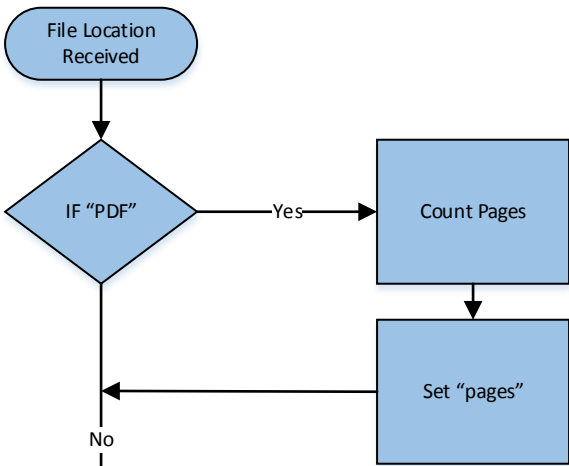 File Location
Received
IF “PDF”
Yes
Count Pages
Set “pages”
No